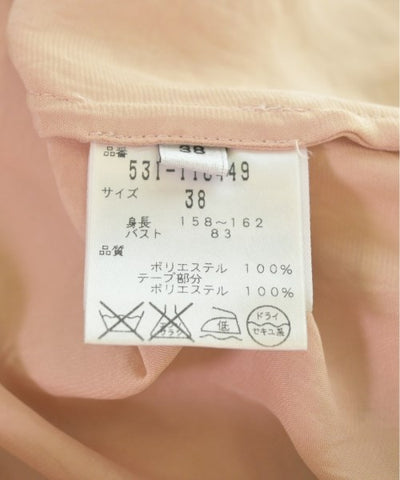 38
品番
531-116449
サイズ 38
身長 158~162
バスト 83
品質
ポリエステル 100%
テープ部分
ポリエステル 100%
低
ドライ
セキユ系